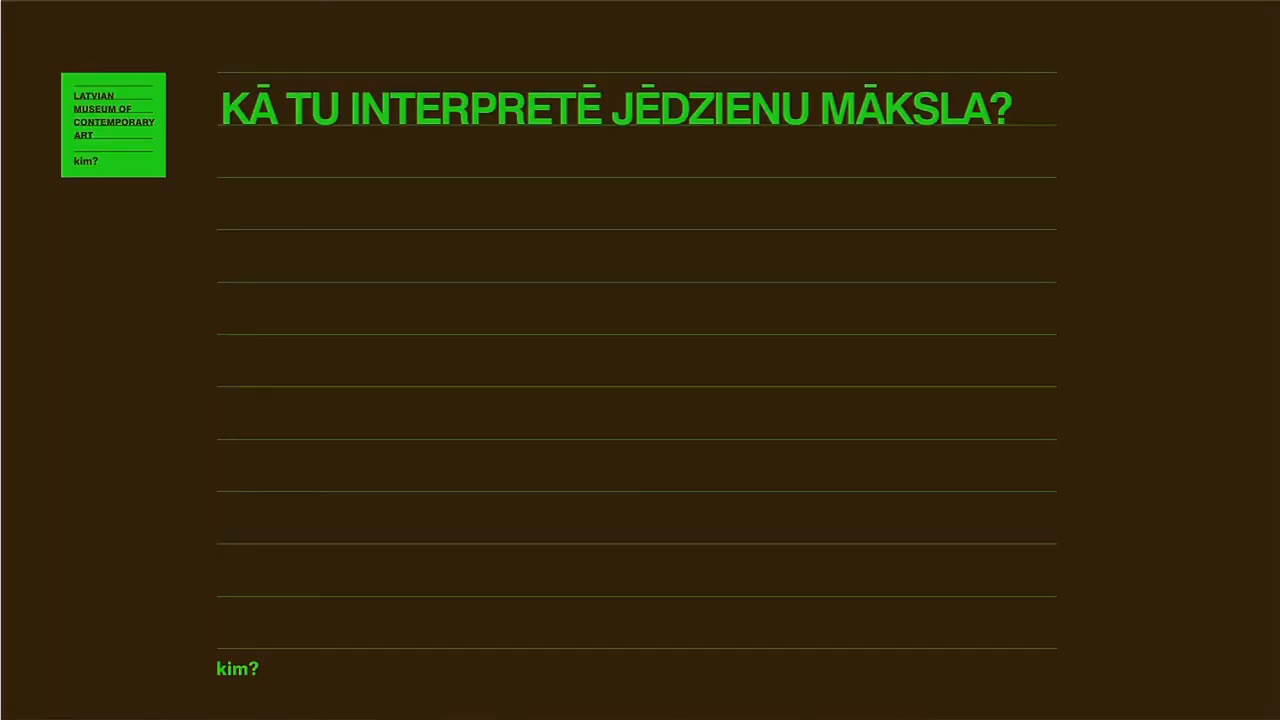 LATVIAN
MUSEUM OF
CONTEMPORARY
ART
kim?
KĀ TU INTERPRETĒ JĒDZIENU MĀKSLA?
kim?